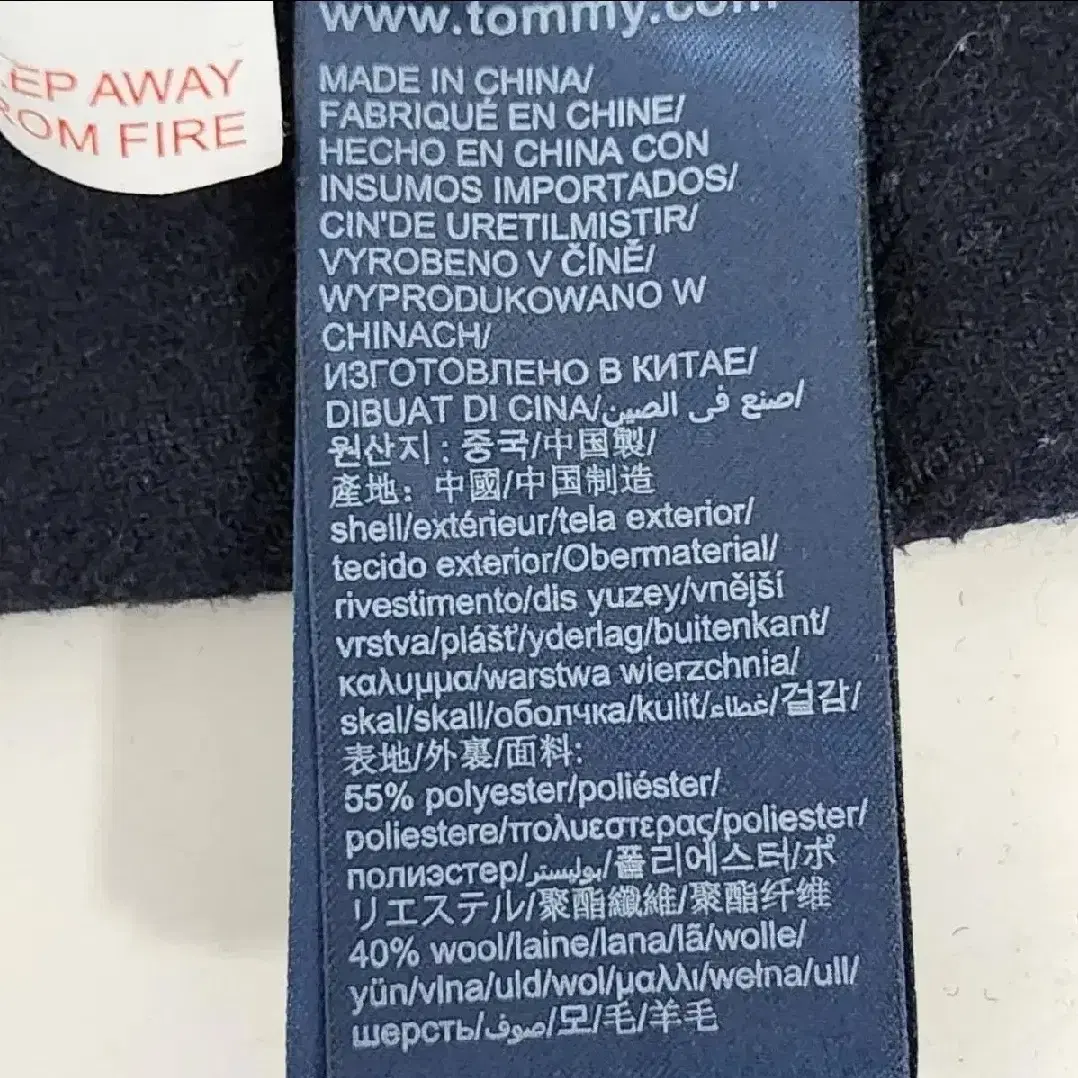 EP AWAY
OM FIRE
www.tommy.com
MADE IN CHINA/
FABRIQUÉ EN CHINE/
HECHO EN CHINA CON
INSUMOS IMPORTADOS/
CIN'DE URETILMISTIR/
VYROBENO V ČÍNĚ/
WYPRODUKOWANO W
CHINACH/
ИЗГОТОВЛЕНО В КИТАЕ/
DIBUAT DI CINA/صنع في الصين/
원산지 : 중국/中国製/
產地: 中國/中国制造
shell/extérieur/tela exterior/
tecido exterior/Obermaterial/
rivestimento/dis yuzey/vnější
vrstva/plášť/yderlag/buitenkant/
καλυμμα/warstwa wierzchnia/
skal/skall/оболчка/kulit/غطاء/겉감/
表地/外裏/面料:
55% polyester/poliéster/
poliestere/πολυεστερας/poliester/
полиэстер/بوليستر/폴리에스터/ポ
リエステル/聚酯纖維/聚酯纤维
40% wool/laine/lana/lã/wolle/
yün/vlna/uld/wol/μαλλι/wełna/ull/
шерсть/صوف/모/毛/羊毛